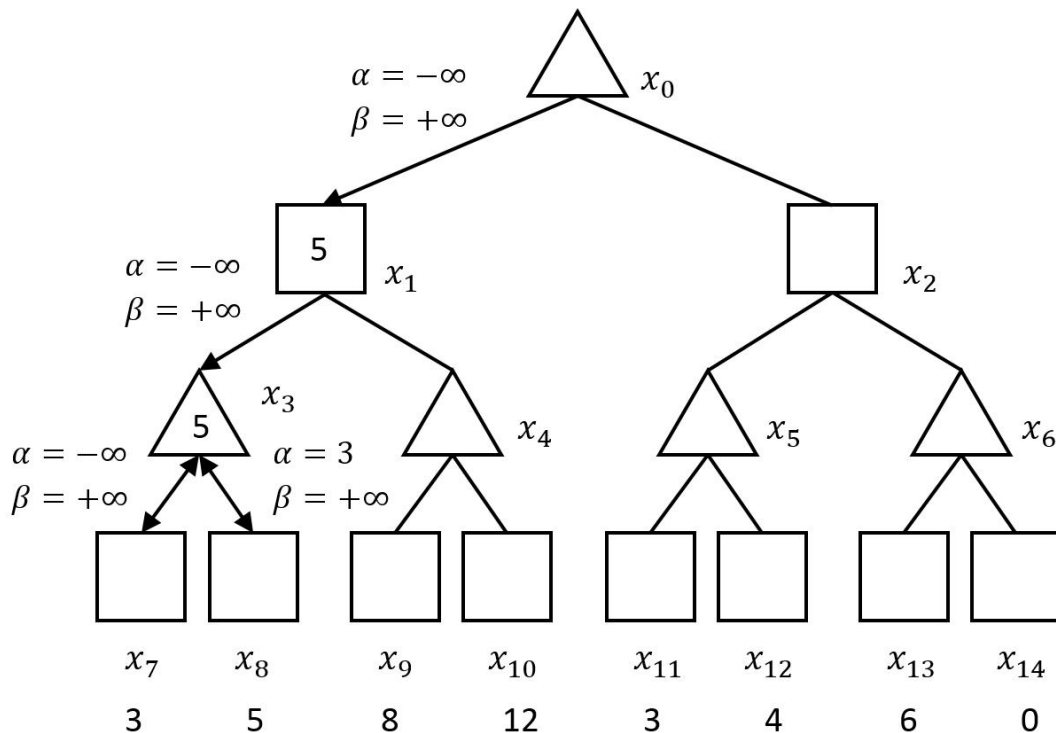 α = −∞
β = +∞
x₀
5
x₁
x₂
α = −∞
β = +∞
x₃
5
x₄
x₅
x₆
α = −∞
β = +∞
α = 3
β = +∞
x₇ x₈ x₉ x₁₀ x₁₁ x₁₂ x₁₃ x₁₄
3 5 8 12 3 4 6 0